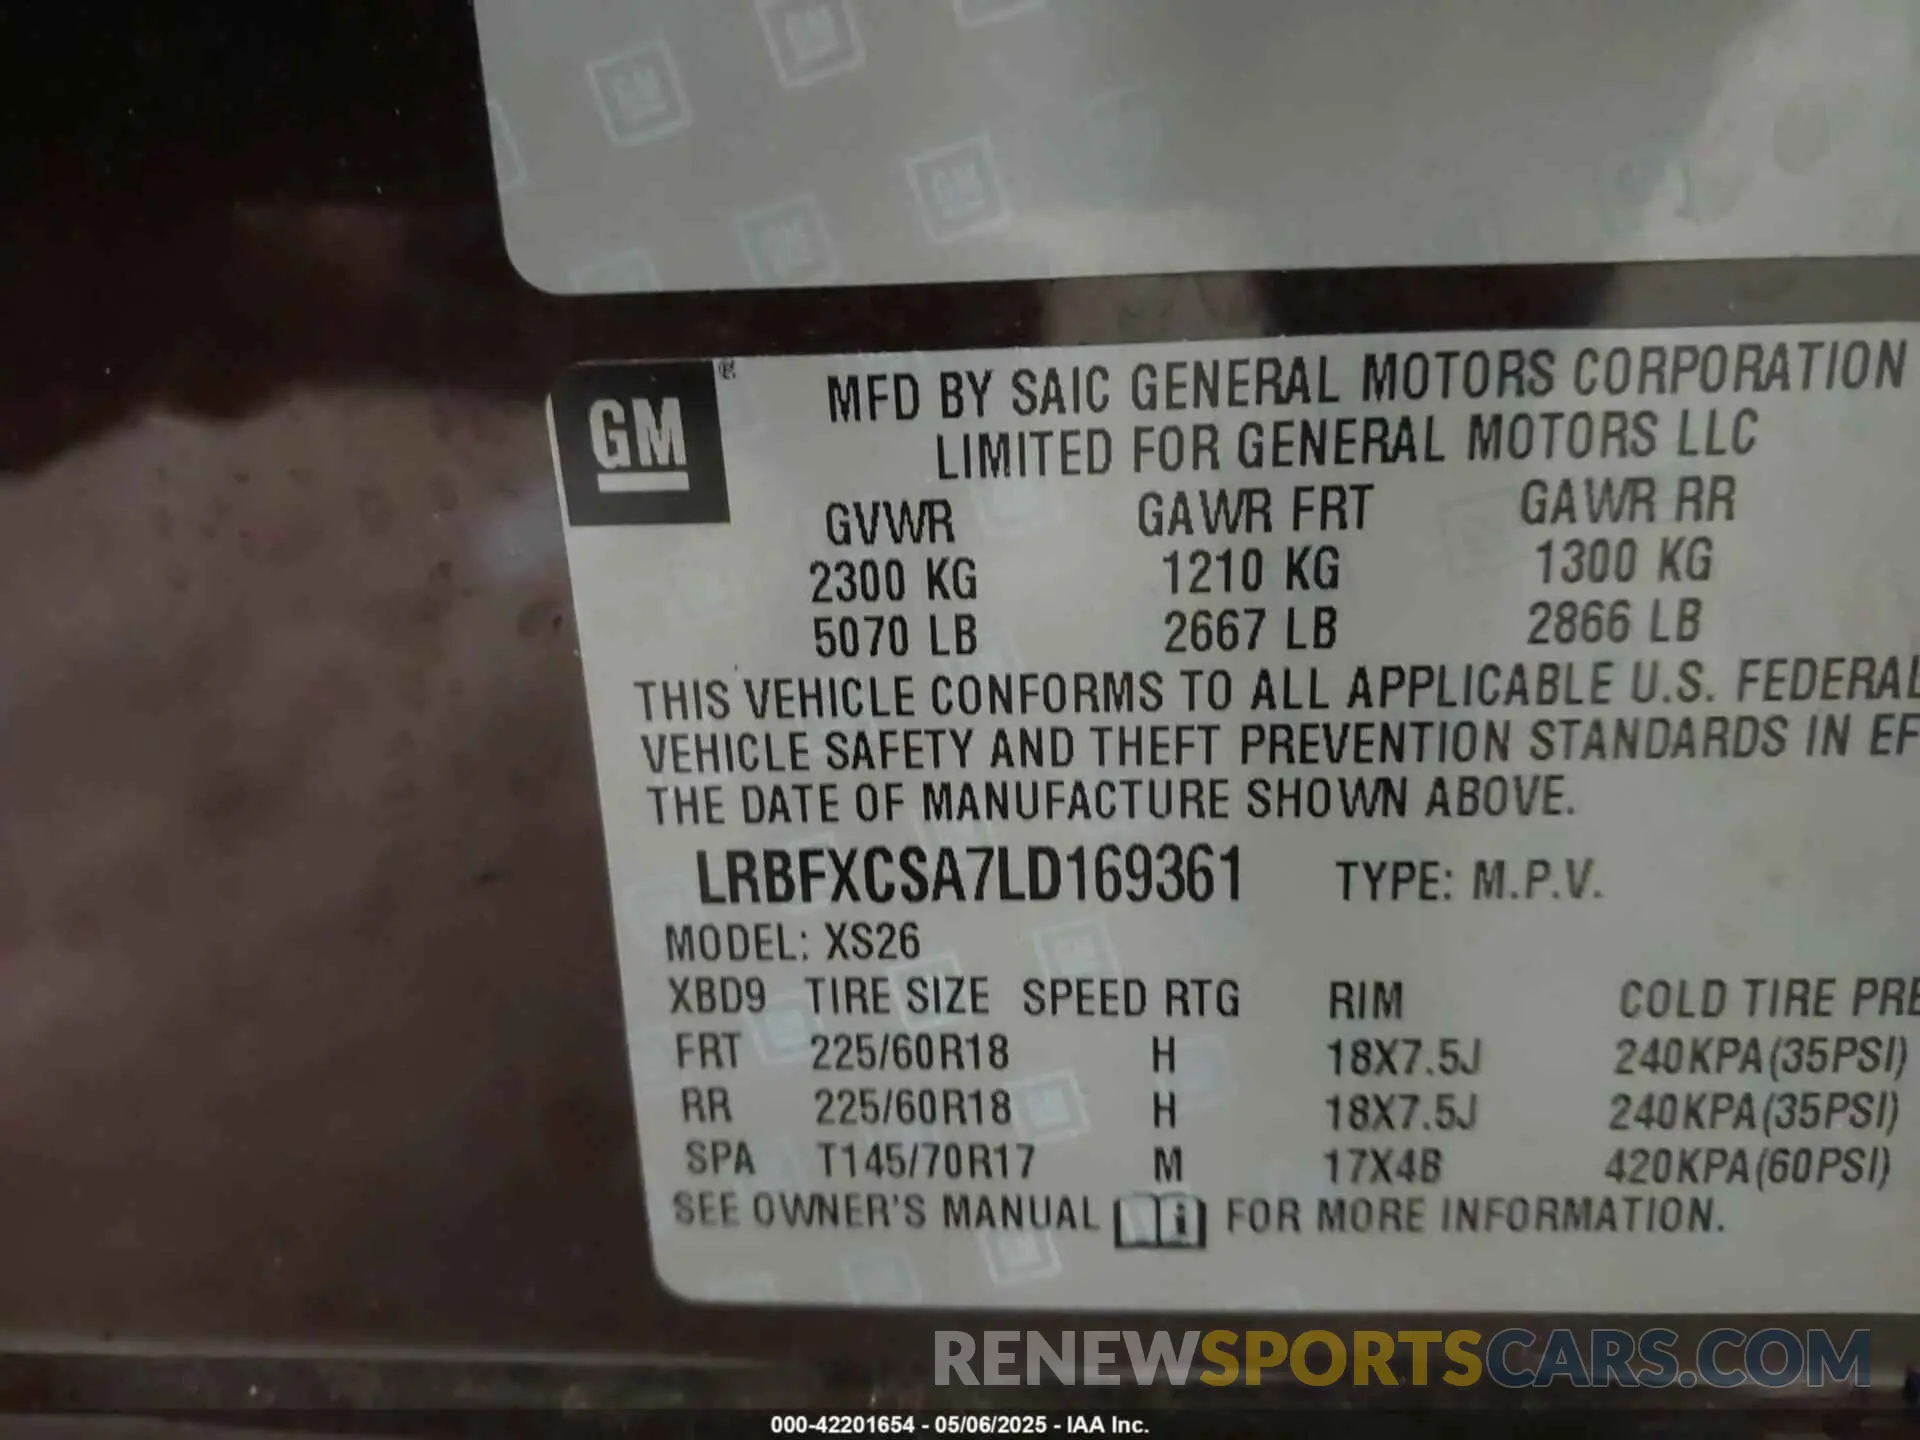 GM
GM
GM
GM ®
MFD BY SAIC GENERAL MOTORS CORPORATION
LIMITED FOR GENERAL MOTORS LLC
GVWR GAWR FRT GAWR RR
2300 KG 1210 KG 1300 KG
5070 LB 2667 LB 2866 LB
THIS VEHICLE CONFORMS TO ALL APPLICABLE U.S. FEDERAL
VEHICLE SAFETY AND THEFT PREVENTION STANDARDS IN EF
THE DATE OF MANUFACTURE SHOWN ABOVE.
LRBFXCSA7LD169361 TYPE: M.P.V.
MODEL: XS26
XBD9 TIRE SIZE SPEED RTG RIM COLD TIRE PRE
FRT 225/60R18 H 18X7.5J 240KPA(35PSI)
RR 225/60R18 H 18X7.5J 240KPA(35PSI)
SPA T145/70R17 M 17X4B 420KPA(60PSI)
SEE OWNER'S MANUAL i FOR MORE INFORMATION.
RENEWSPORTSCARS.COM
000-42201654 - 05/06/2025 - IAA Inc.